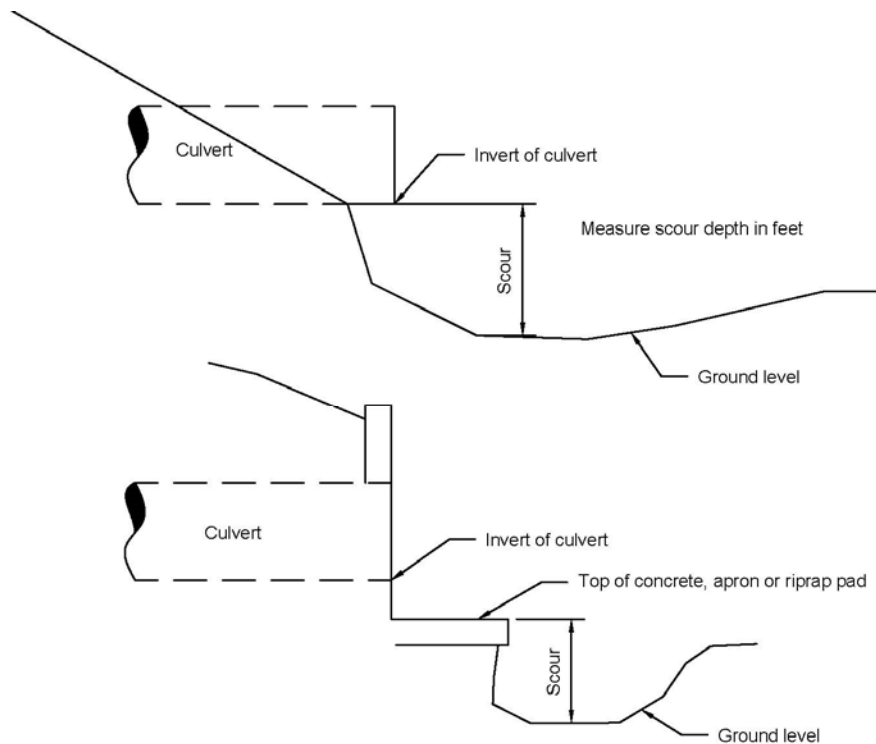 Culvert
Invert of culvert
Measure scour depth in feet
Scour
Ground level
Culvert
Invert of culvert
Top of concrete, apron or riprap pad
Scour
Ground level